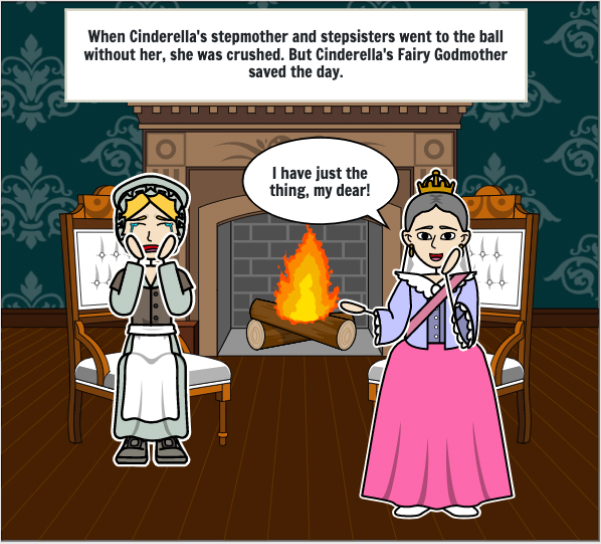 When Cinderella's stepmother and stepsisters went to the ball
without her, she was crushed. But Cinderella's Fairy Godmother
saved the day.
I have just the
thing, my dear!